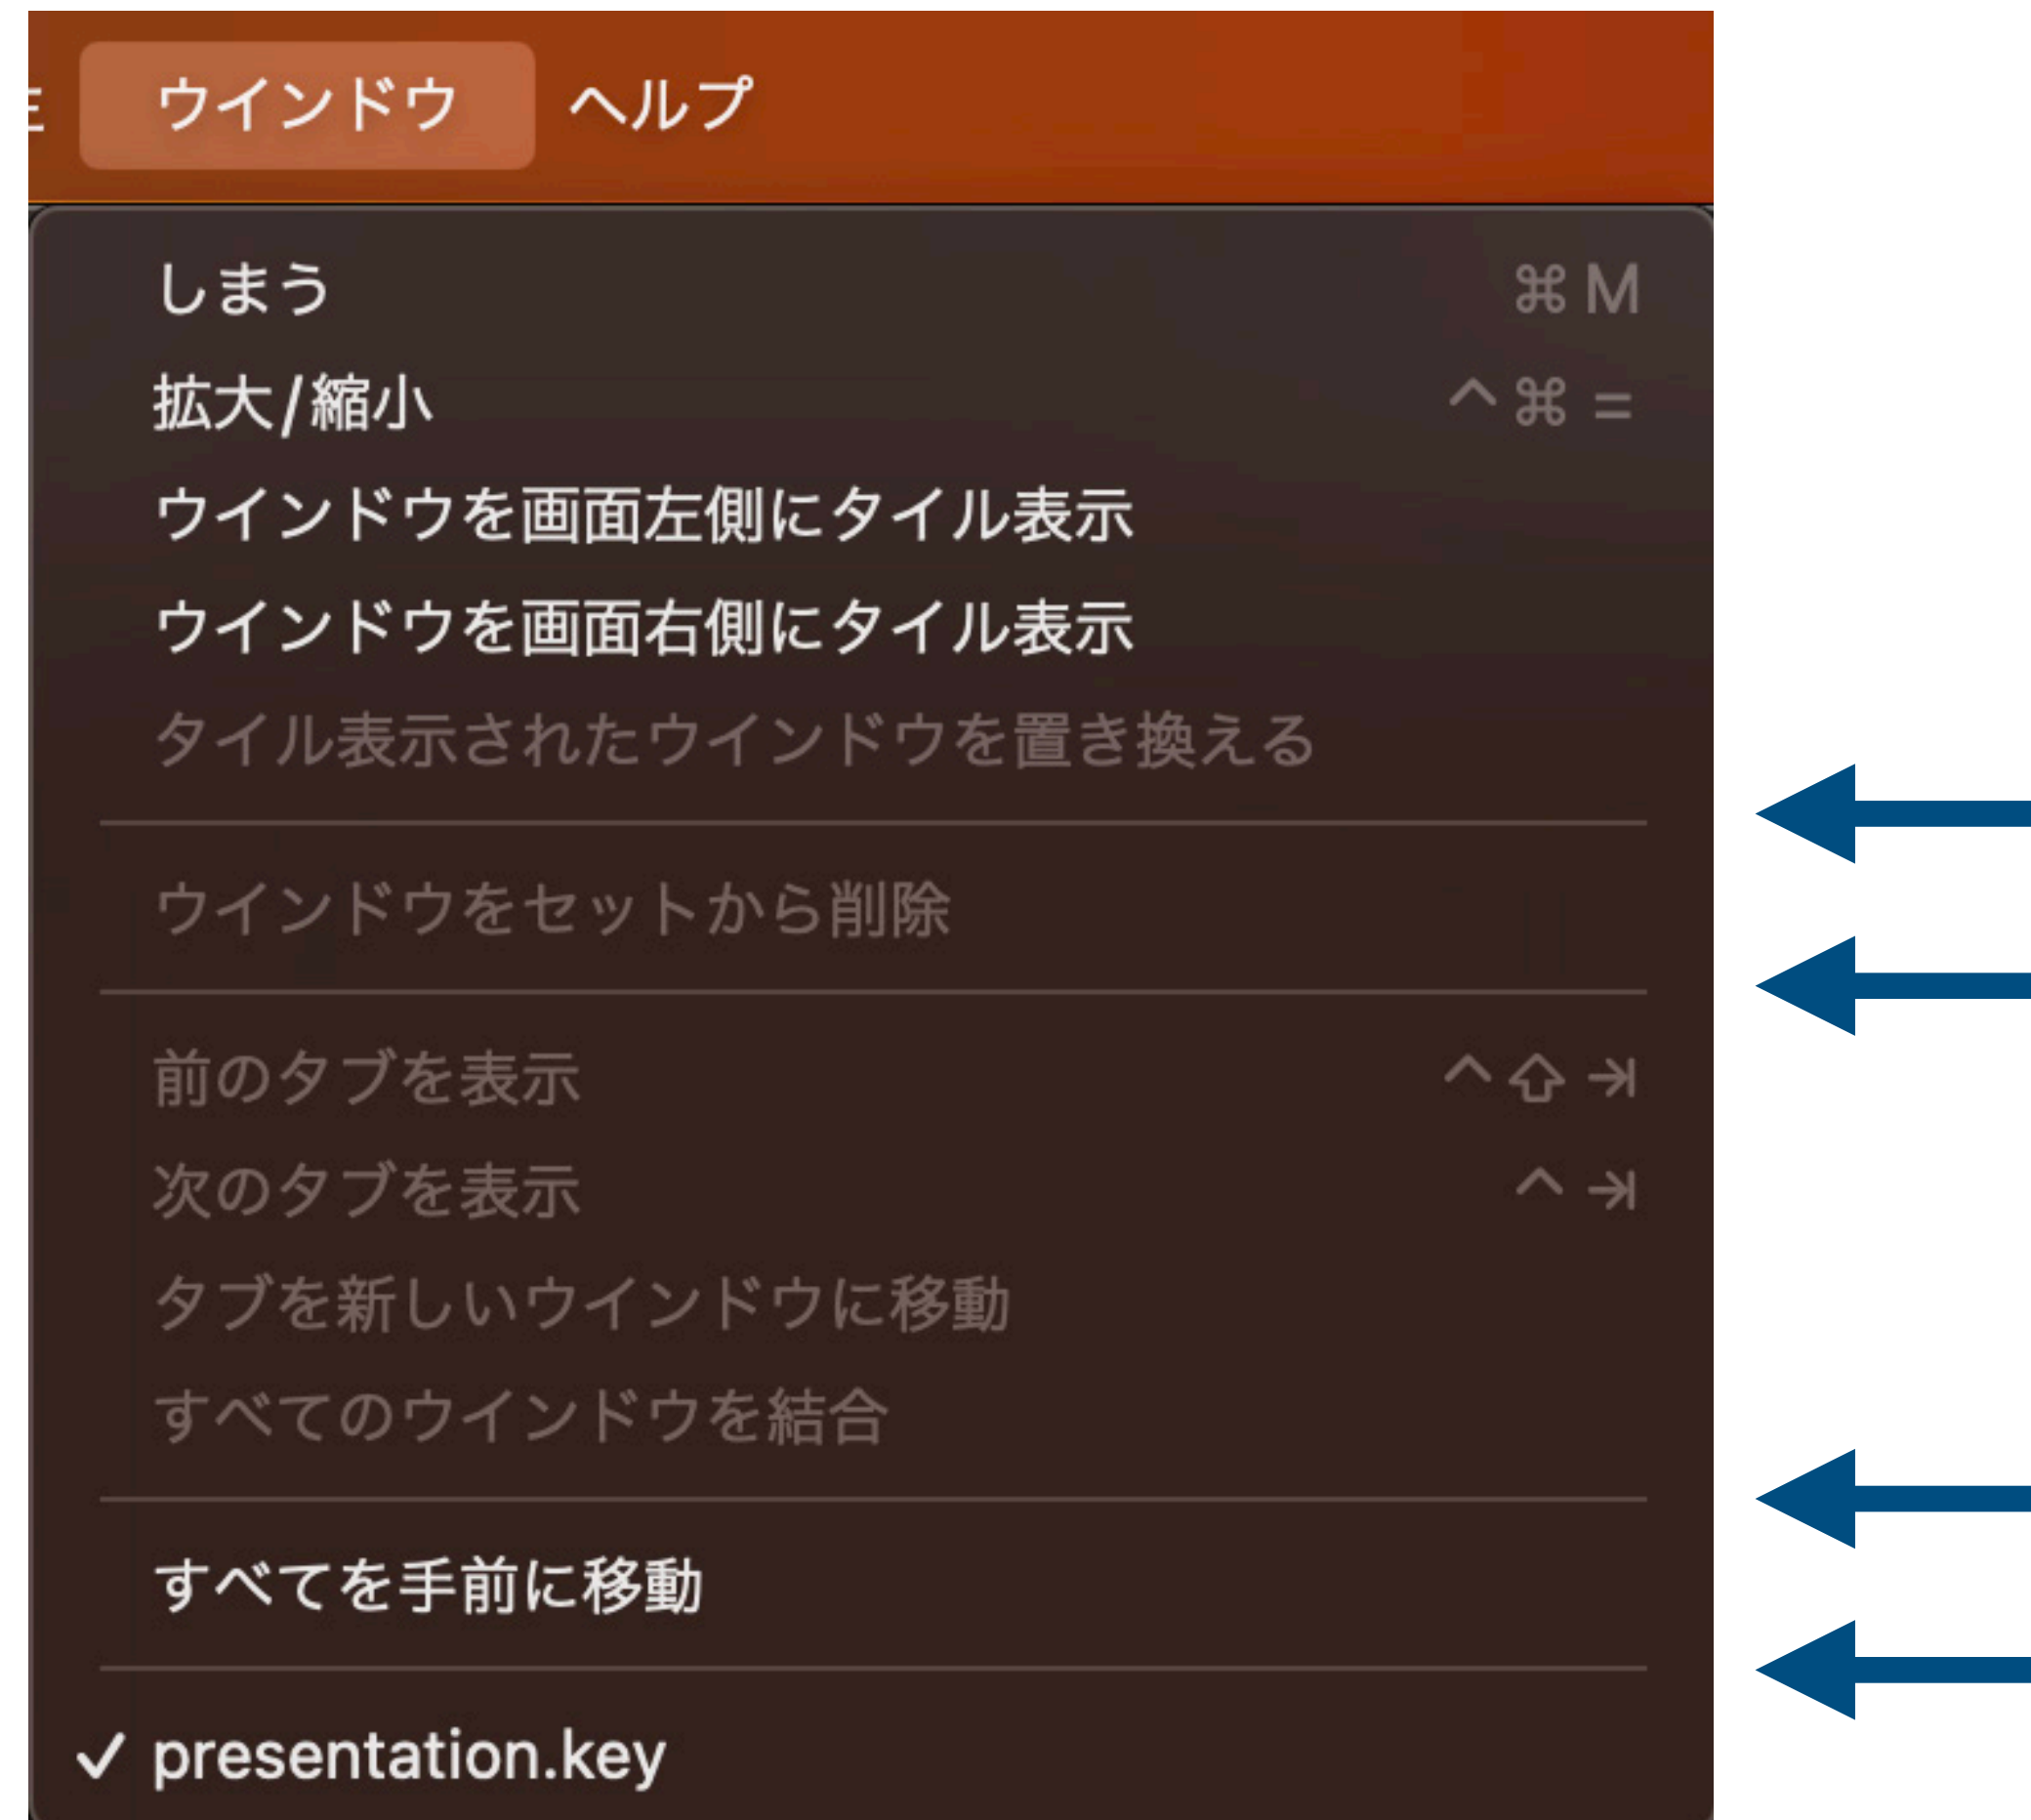 ウインドウ ヘルプ
しまう ⌘M
拡大/縮小 ^⌘=
ウインドウを画面左側にタイル表示
ウインドウを画面右側にタイル表示
タイル表示されたウインドウを置き換える
ウインドウをセットから削除
前のタブを表示 ^⇧⇥
次のタブを表示 ^⇥
タブを新しいウインドウに移動
すべてのウインドウを結合
すべてを手前に移動
✓ presentation.key